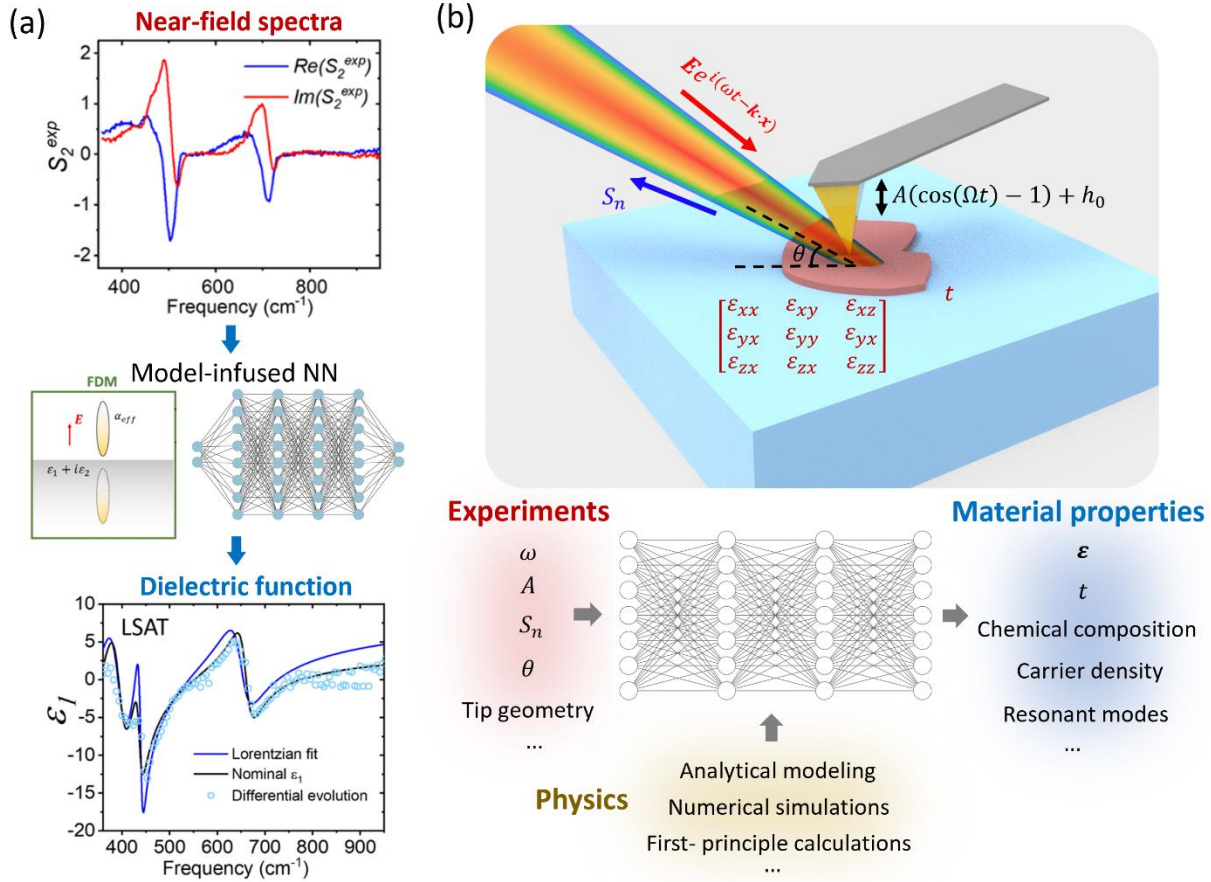 (a)
Near-field spectra
Re(S₂ᵉˣᵖ)
Im(S₂ᵉˣᵖ)
S₂ᵉˣᵖ
2
1
0
-1
-2
400 600 800
Frequency (cm⁻¹)
Model-infused NN
FDM
E
α_eff
ε₁ + iε₂
Dielectric function
LSAT
ε₁
10
5
0
-5
-10
-15
-20
Lorentzian fit
Nominal ε₁
Differential evolution
400 500 600 700 800 900
Frequency (cm⁻¹)
(b)
Ee^{i(ωt−k·x)}
Sₙ
A(cos(Ωt) − 1) + h₀
θ
t
εxx εxy εxz
εyx εyy εyx
εzx εzx εzz
Experiments
ω
A
Sₙ
θ
Tip geometry
...
Physics
Analytical modeling
Numerical simulations
First- principle calculations
...
Material properties
ε
t
Chemical composition
Carrier density
Resonant modes
...